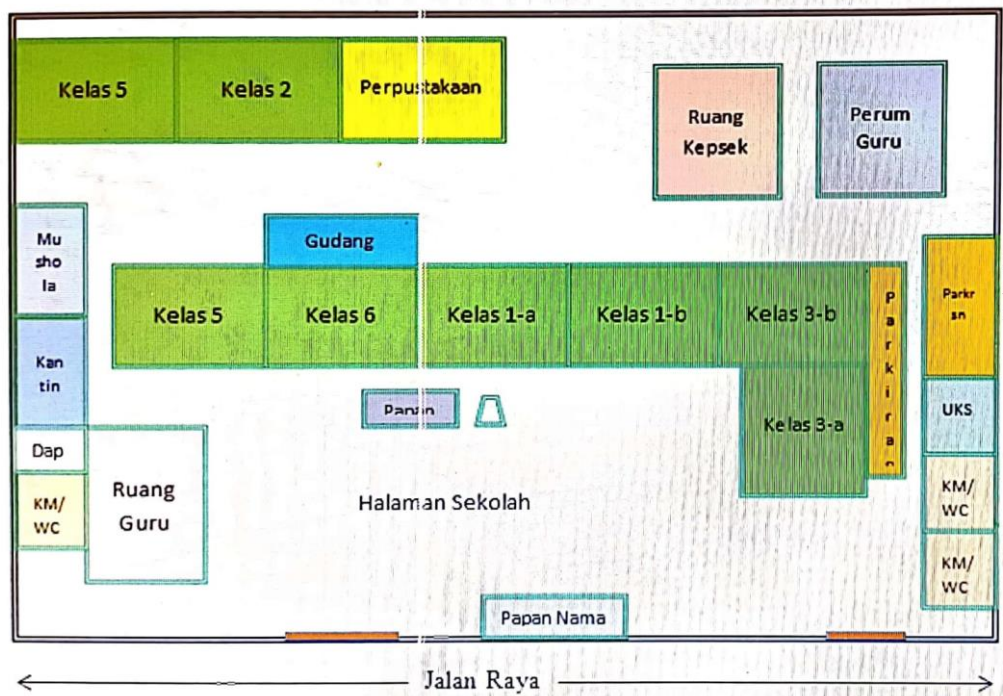 Kelas 5
Kelas 2
Perpustakaan
Ruang
Kepsek
Perum
Guru
Mu
sho
la
Gudang
Kelas 5
Kelas 6
Kelas 1-a
Kelas 1-b
Kelas 3-b
P
a
r
k
i
r
a
n
Parkr
an
Kan
tin
Papan
Kelas 3-a
UKS
Dap
Ruang
Guru
KM/
WC
Halaman Sekolah
KM/
WC
KM/
WC
Papan Nama
Jalan Raya